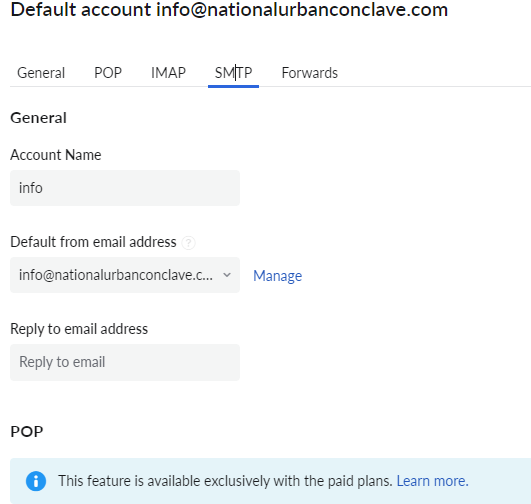 Default account info@nationalurbanconclave.com
General POP IMAP SMTP Forwards
General
Account Name
info
Default from email address ?
info@nationalurbanconclave.c... Manage
Reply to email address
Reply to email
POP
This feature is available exclusively with the paid plans. Learn more.